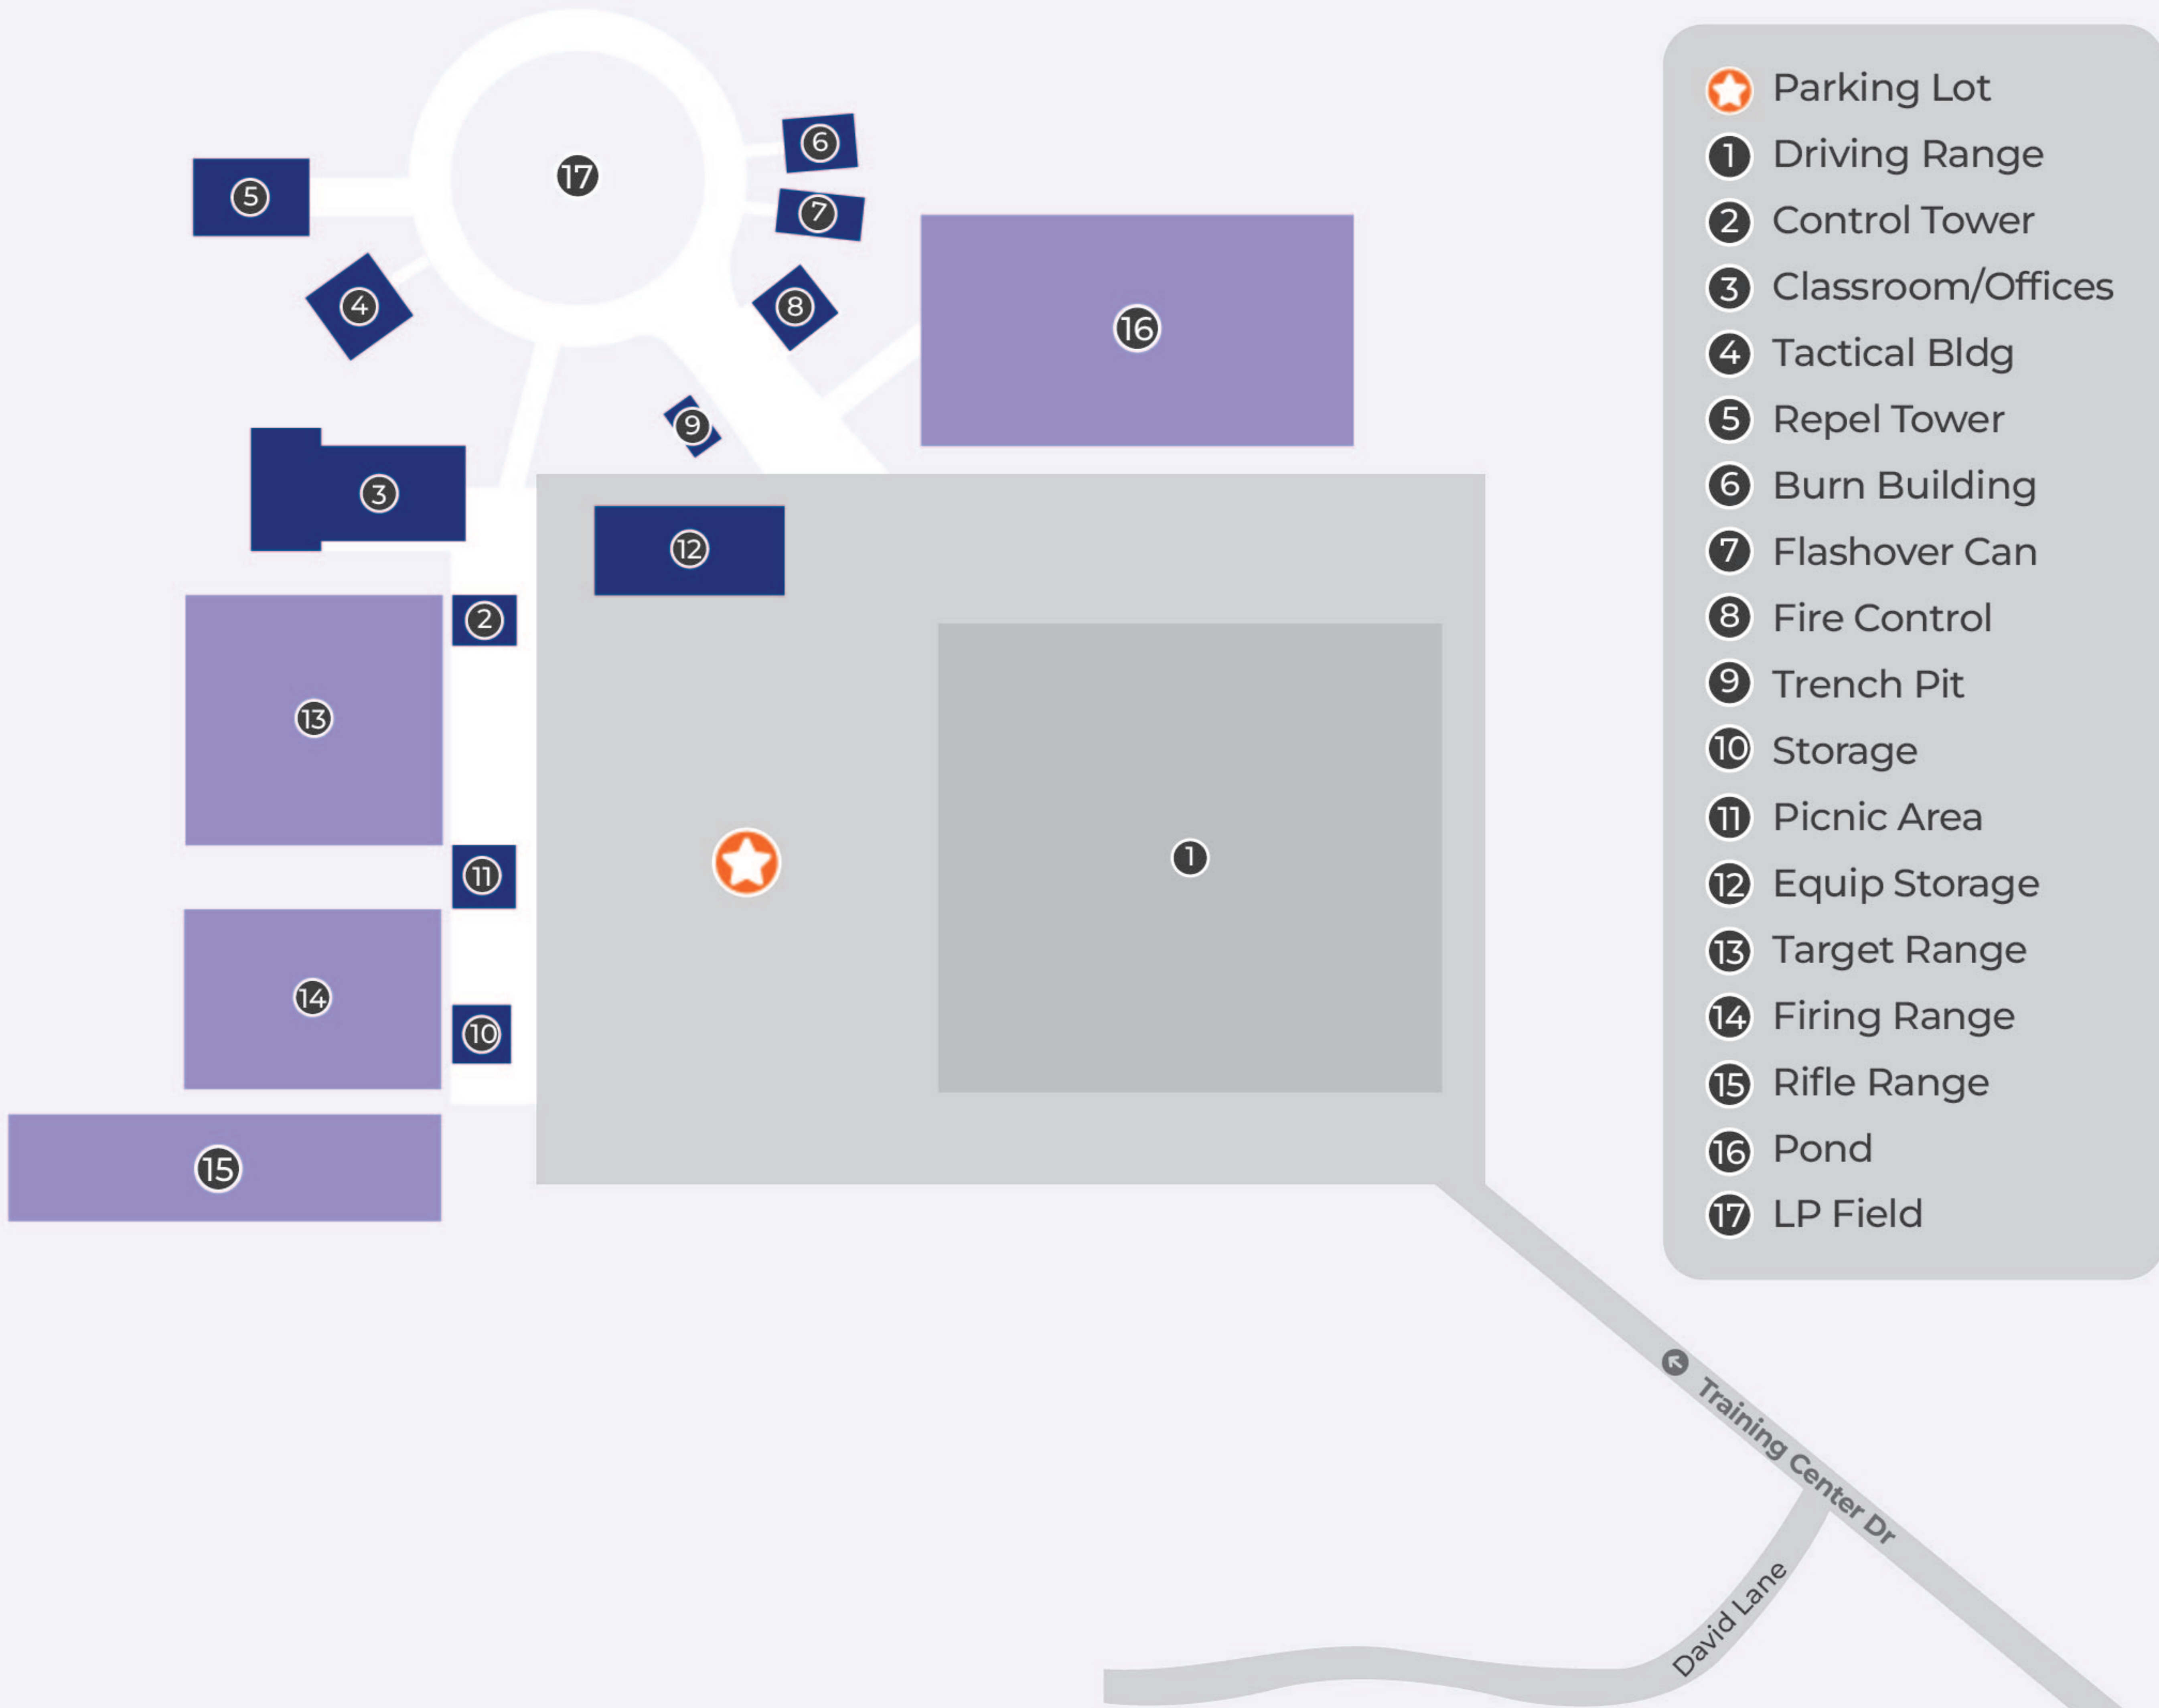 6
5
17
7
4
8
16
9
3
12
2
13
1
11
14
10
15
Parking Lot
1 Driving Range
2 Control Tower
3 Classroom/Offices
4 Tactical Bldg
5 Repel Tower
6 Burn Building
7 Flashover Can
8 Fire Control
9 Trench Pit
10 Storage
11 Picnic Area
12 Equip Storage
13 Target Range
14 Firing Range
15 Rifle Range
16 Pond
17 LP Field
Training Center Dr
David Lane